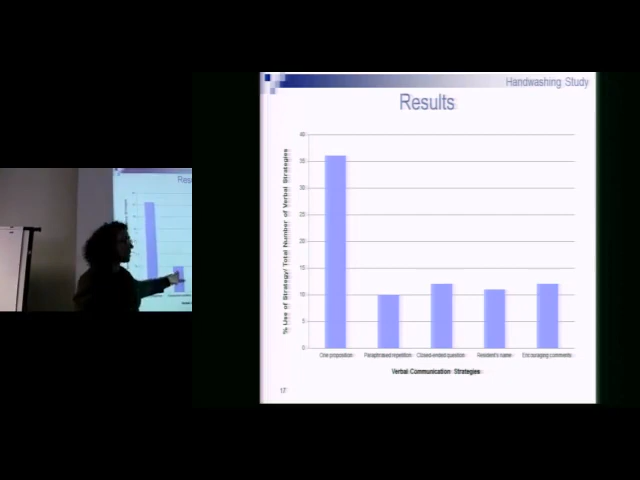 Handwashing Study
Results
% Use of Strategy/ Total Number of Verbal Strategies
40
35
30
25
20
15
10
5
0
One proposition
Paraphrased repetition
Closed-ended question
Resident's name
Encouraging comments
Verbal Communication Strategies
17